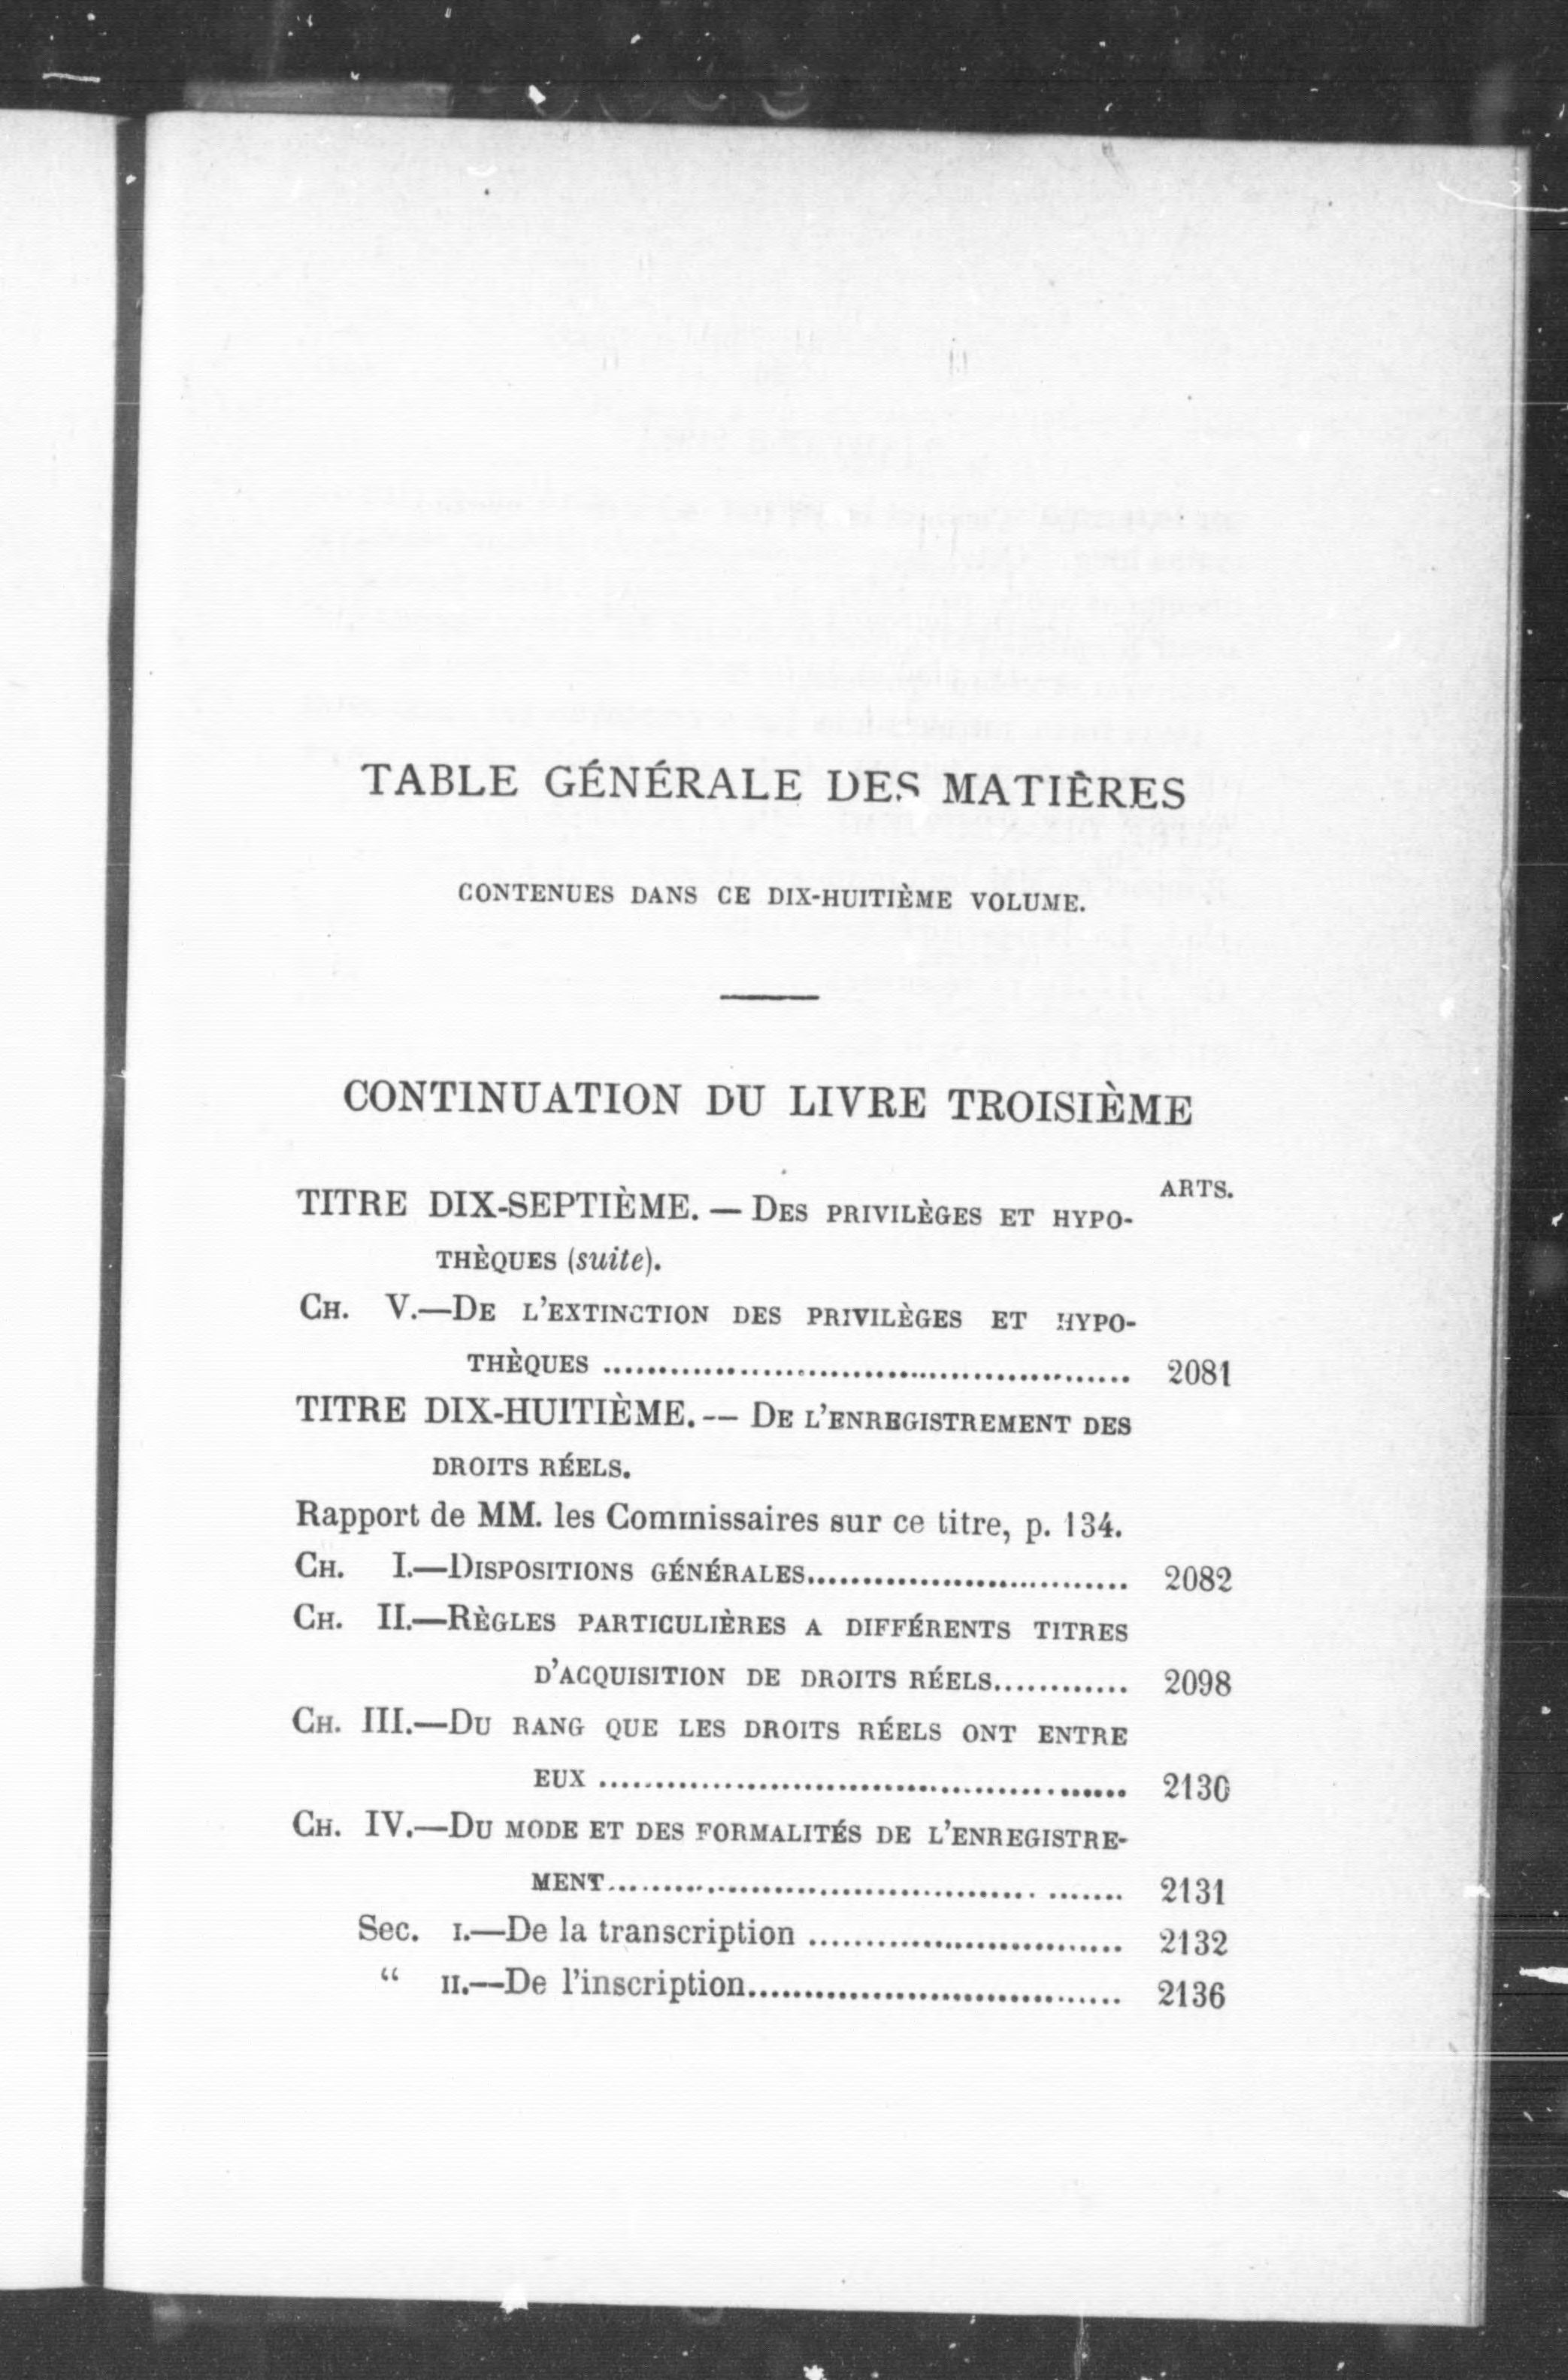 TABLE GÉNÉRALE DES MATIÈRES
CONTENUES DANS CE DIX-HUITIÈME VOLUME.
CONTINUATION DU LIVRE TROISIÈME
ARTS.
TITRE DIX-SEPTIÈME. — DES PRIVILÈGES ET HYPO-
THÈQUES (suite).
CH. V.—DE L'EXTINCTION DES PRIVILÈGES ET HYPO-
THÈQUES ................................................ 2081
TITRE DIX-HUITIÈME. -- DE L'ENREGISTREMENT DES
DROITS RÉELS.
Rapport de MM. les Commissaires sur ce titre, p. 134.
CH. I.—DISPOSITIONS GÉNÉRALES............................. 2082
CH. II.—RÈGLES PARTICULIÈRES A DIFFÉRENTS TITRES
D'ACQUISITION DE DROITS RÉELS............ 2098
CH. III.—DU RANG QUE LES DROITS RÉELS ONT ENTRE
EUX ................................................ 2130
CH. IV.—DU MODE ET DES FORMALITÉS DE L'ENREGISTRE-
MENT............................................... 2131
Sec. I.—De la transcription ............................ 2132
“ II.—De l'inscription................................. 2136